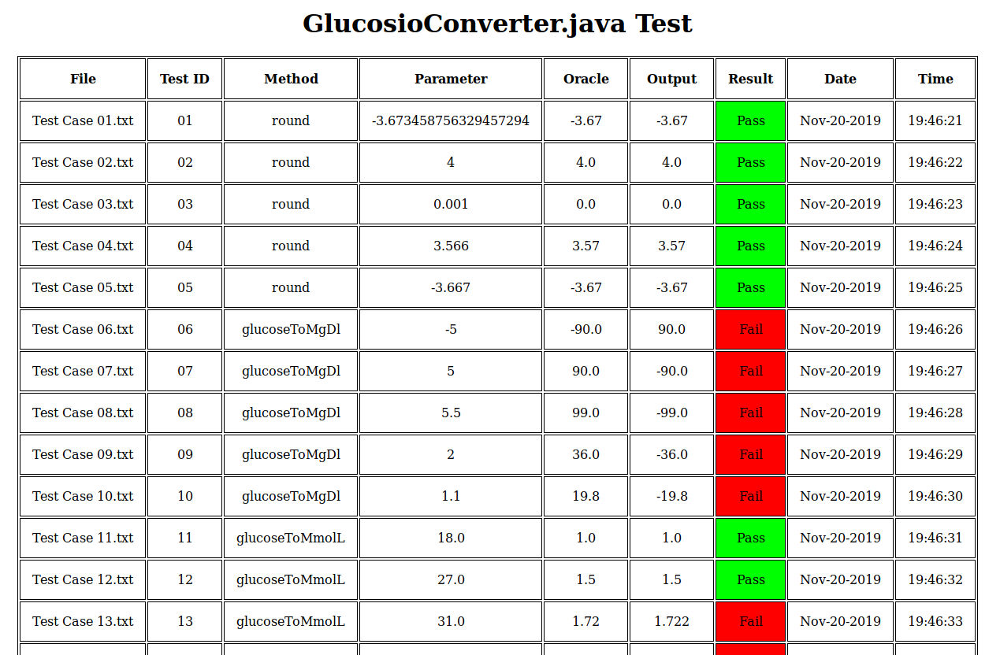 GlucosioConverter.java Test
File Test ID Method Parameter Oracle Output Result Date Time
Test Case 01.txt 01 round -3.673458756329457294 -3.67 -3.67 Pass Nov-20-2019 19:46:21
Test Case 02.txt 02 round 4 4.0 4.0 Pass Nov-20-2019 19:46:22
Test Case 03.txt 03 round 0.001 0.0 0.0 Pass Nov-20-2019 19:46:23
Test Case 04.txt 04 round 3.566 3.57 3.57 Pass Nov-20-2019 19:46:24
Test Case 05.txt 05 round -3.667 -3.67 -3.67 Pass Nov-20-2019 19:46:25
Test Case 06.txt 06 glucoseToMgDl -5 -90.0 90.0 Fail Nov-20-2019 19:46:26
Test Case 07.txt 07 glucoseToMgDl 5 90.0 -90.0 Fail Nov-20-2019 19:46:27
Test Case 08.txt 08 glucoseToMgDl 5.5 99.0 -99.0 Fail Nov-20-2019 19:46:28
Test Case 09.txt 09 glucoseToMgDl 2 36.0 -36.0 Fail Nov-20-2019 19:46:29
Test Case 10.txt 10 glucoseToMgDl 1.1 19.8 -19.8 Fail Nov-20-2019 19:46:30
Test Case 11.txt 11 glucoseToMmolL 18.0 1.0 1.0 Pass Nov-20-2019 19:46:31
Test Case 12.txt 12 glucoseToMmolL 27.0 1.5 1.5 Pass Nov-20-2019 19:46:32
Test Case 13.txt 13 glucoseToMmolL 31.0 1.72 1.722 Fail Nov-20-2019 19:46:33